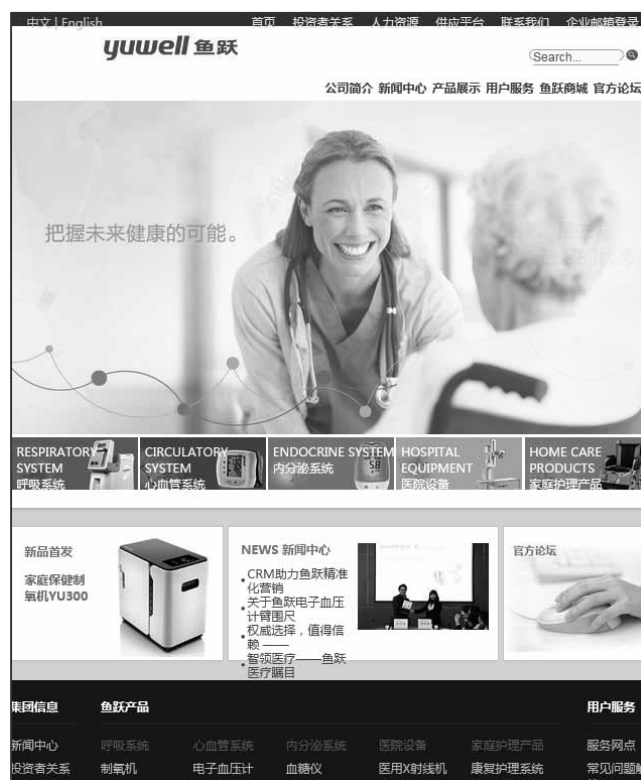 中文 | English
首页 投资者关系 人力资源 供应平台 联系我们 企业邮箱登录
yuwell 鱼跃
Search...
公司简介 新闻中心 产品展示 用户服务 鱼跃商城 官方论坛
把握未来健康的可能。
RESPIRATORY SYSTEM
呼吸系统
CIRCULATORY SYSTEM
心血管系统
ENDOCRINE SYSTEM
内分泌系统
HOSPITAL EQUIPMENT
医院设备
HOME CARE PRODUCTS
家庭护理产品
新品首发
家庭保健制
氧机YU300
NEWS 新闻中心
CRM助力鱼跃精准
化营销
关于鱼跃电子血压
计臂围尺
权威选择，值得信
赖 ——
智领医疗——鱼跃
医疗瞩目
官方论坛
集团信息 鱼跃产品 用户服务
新闻中心 呼吸系统 心血管系统 内分泌系统 医院设备 家庭护理产品 服务网点
投资者关系 制氧机 电子血压计 血糖仪 医用X射线机 康复护理系统 常见问题